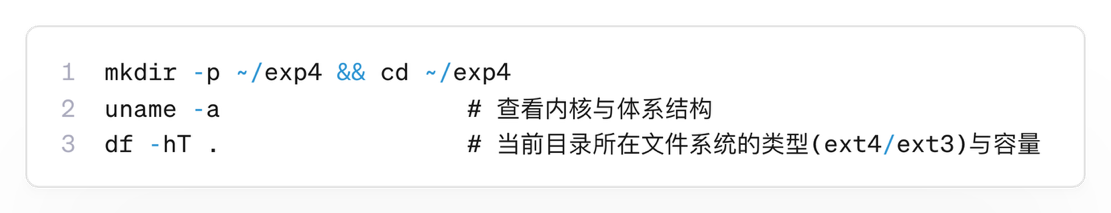 1 mkdir -p ~/exp4 && cd ~/exp4
2 uname -a # 查看内核与体系结构
3 df -hT . # 当前目录所在文件系统的类型(ext4/ext3)与容量